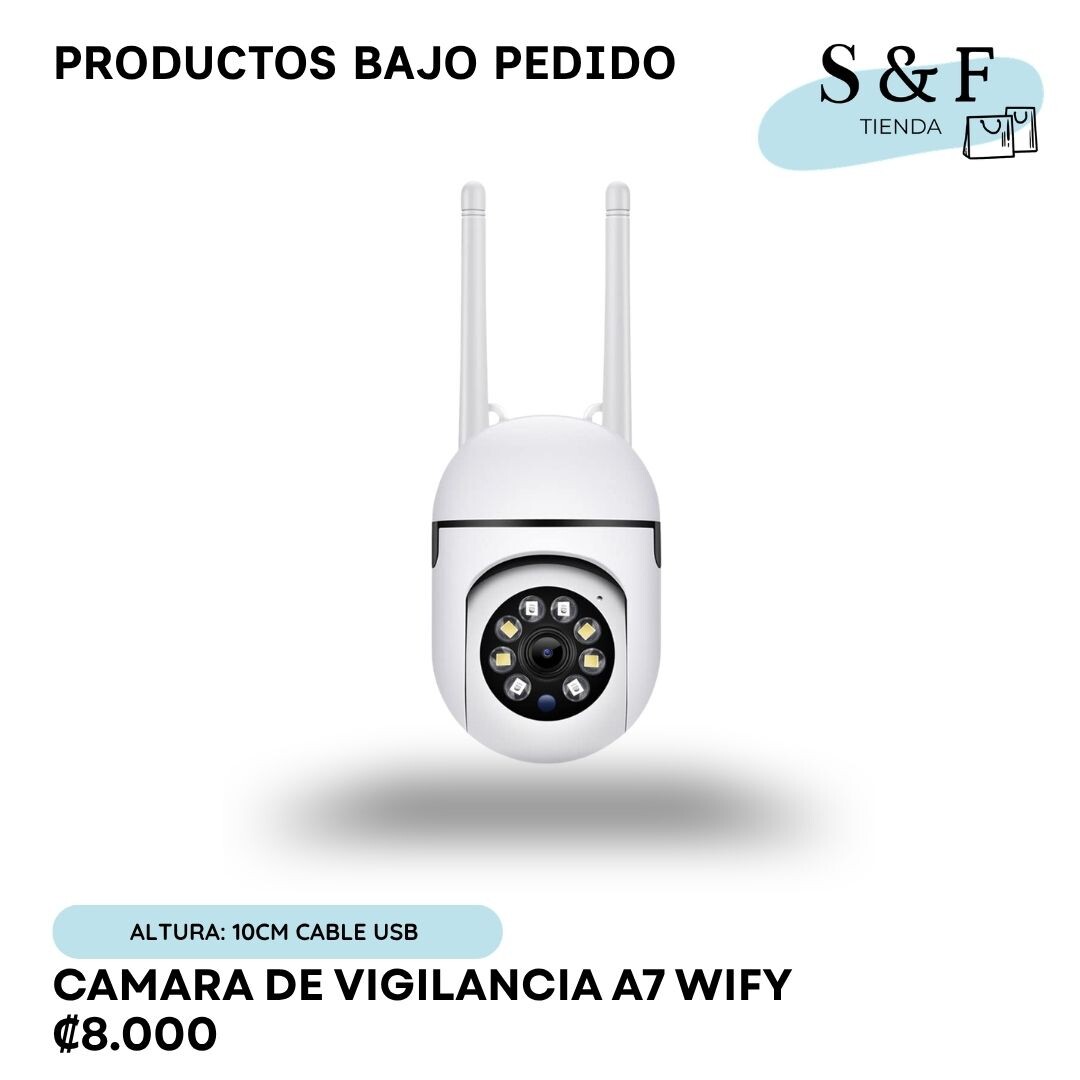 PRODUCTOS BAJO PEDIDO
S & F
TIENDA
ALTURA: 10CM CABLE USB
CAMARA DE VIGILANCIA A7 WIFY
₡8.000